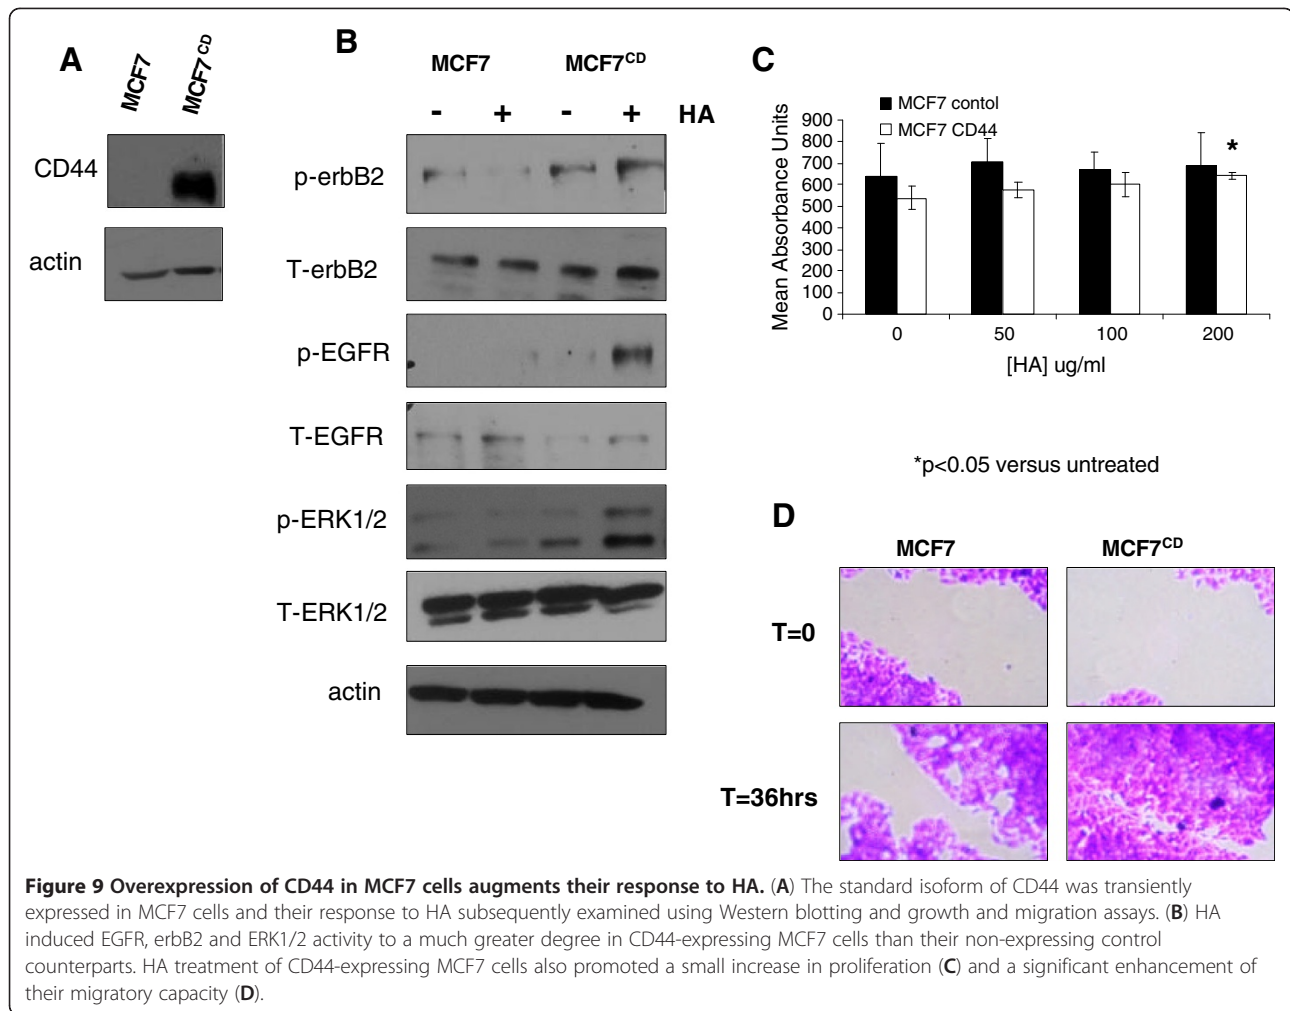 A
MCF7
MCF7CD
CD44
actin
B
MCF7 MCF7CD
- + - + HA
p-erbB2
T-erbB2
p-EGFR
T-EGFR
p-ERK1/2
T-ERK1/2
actin
C
MCF7 contol
MCF7 CD44
Mean Absorbance Units
900
800
700
600
500
400
300
200
100
0
*
0 50 100 200
[HA] ug/ml
*p<0.05 versus untreated
D
MCF7 MCF7CD
T=0
T=36hrs
Figure 9 Overexpression of CD44 in MCF7 cells augments their response to HA. (A) The standard isoform of CD44 was transiently
expressed in MCF7 cells and their response to HA subsequently examined using Western blotting and growth and migration assays. (B) HA
induced EGFR, erbB2 and ERK1/2 activity to a much greater degree in CD44-expressing MCF7 cells than their non-expressing control
counterparts. HA treatment of CD44-expressing MCF7 cells also promoted a small increase in proliferation (C) and a significant enhancement of
their migratory capacity (D).